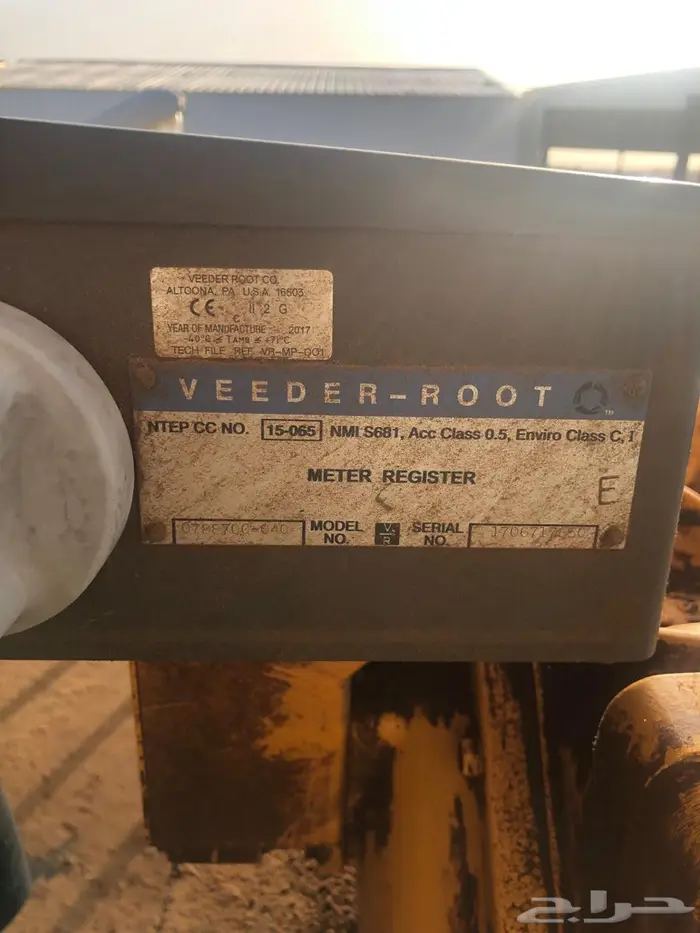 VEEDER ROOT CO.
ALTOONA, PA U.S.A. 16603
CE II 2 G
C
YEAR OF MANUFACTURE :- 2017
-40°C ≤ TAMB ≤ +71°C
TECH FILE REF VR-MP-001
VEEDER-ROOT ™
NTEP CC NO. 15-065 NMI S681, Acc Class 0.5, Enviro Class C, I
METER REGISTER
E
MODEL NO. V R SERIAL NO.
حراج